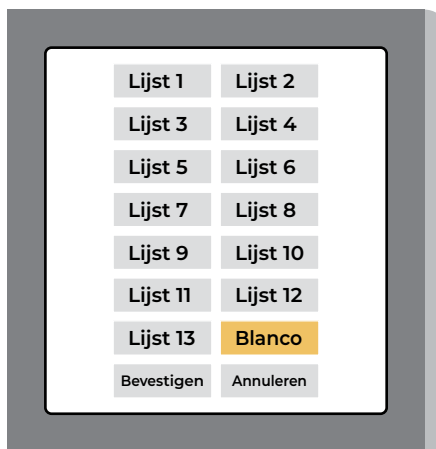 Lijst 1 Lijst 2
Lijst 3 Lijst 4
Lijst 5 Lijst 6
Lijst 7 Lijst 8
Lijst 9 Lijst 10
Lijst 11 Lijst 12
Lijst 13 Blanco
Bevestigen Annuleren